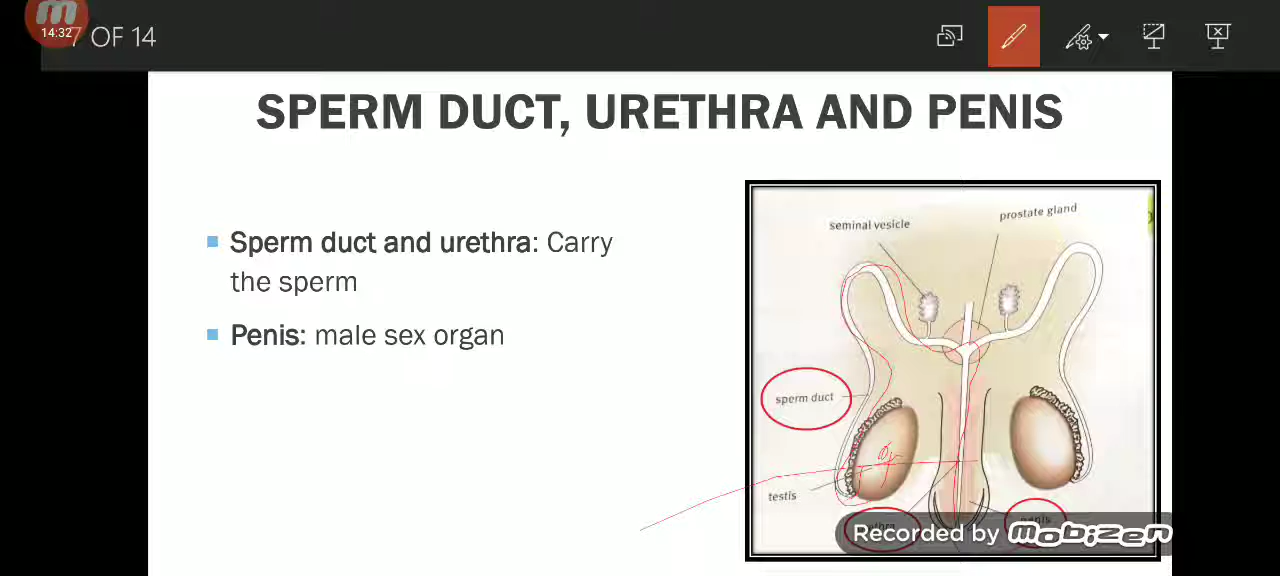 14:32
7 OF 14
SPERM DUCT, URETHRA AND PENIS
Sperm duct and urethra: Carry
the sperm
Penis: male sex organ
seminal vesicle
prostate gland
sperm duct
testis
Recorded by mobizen